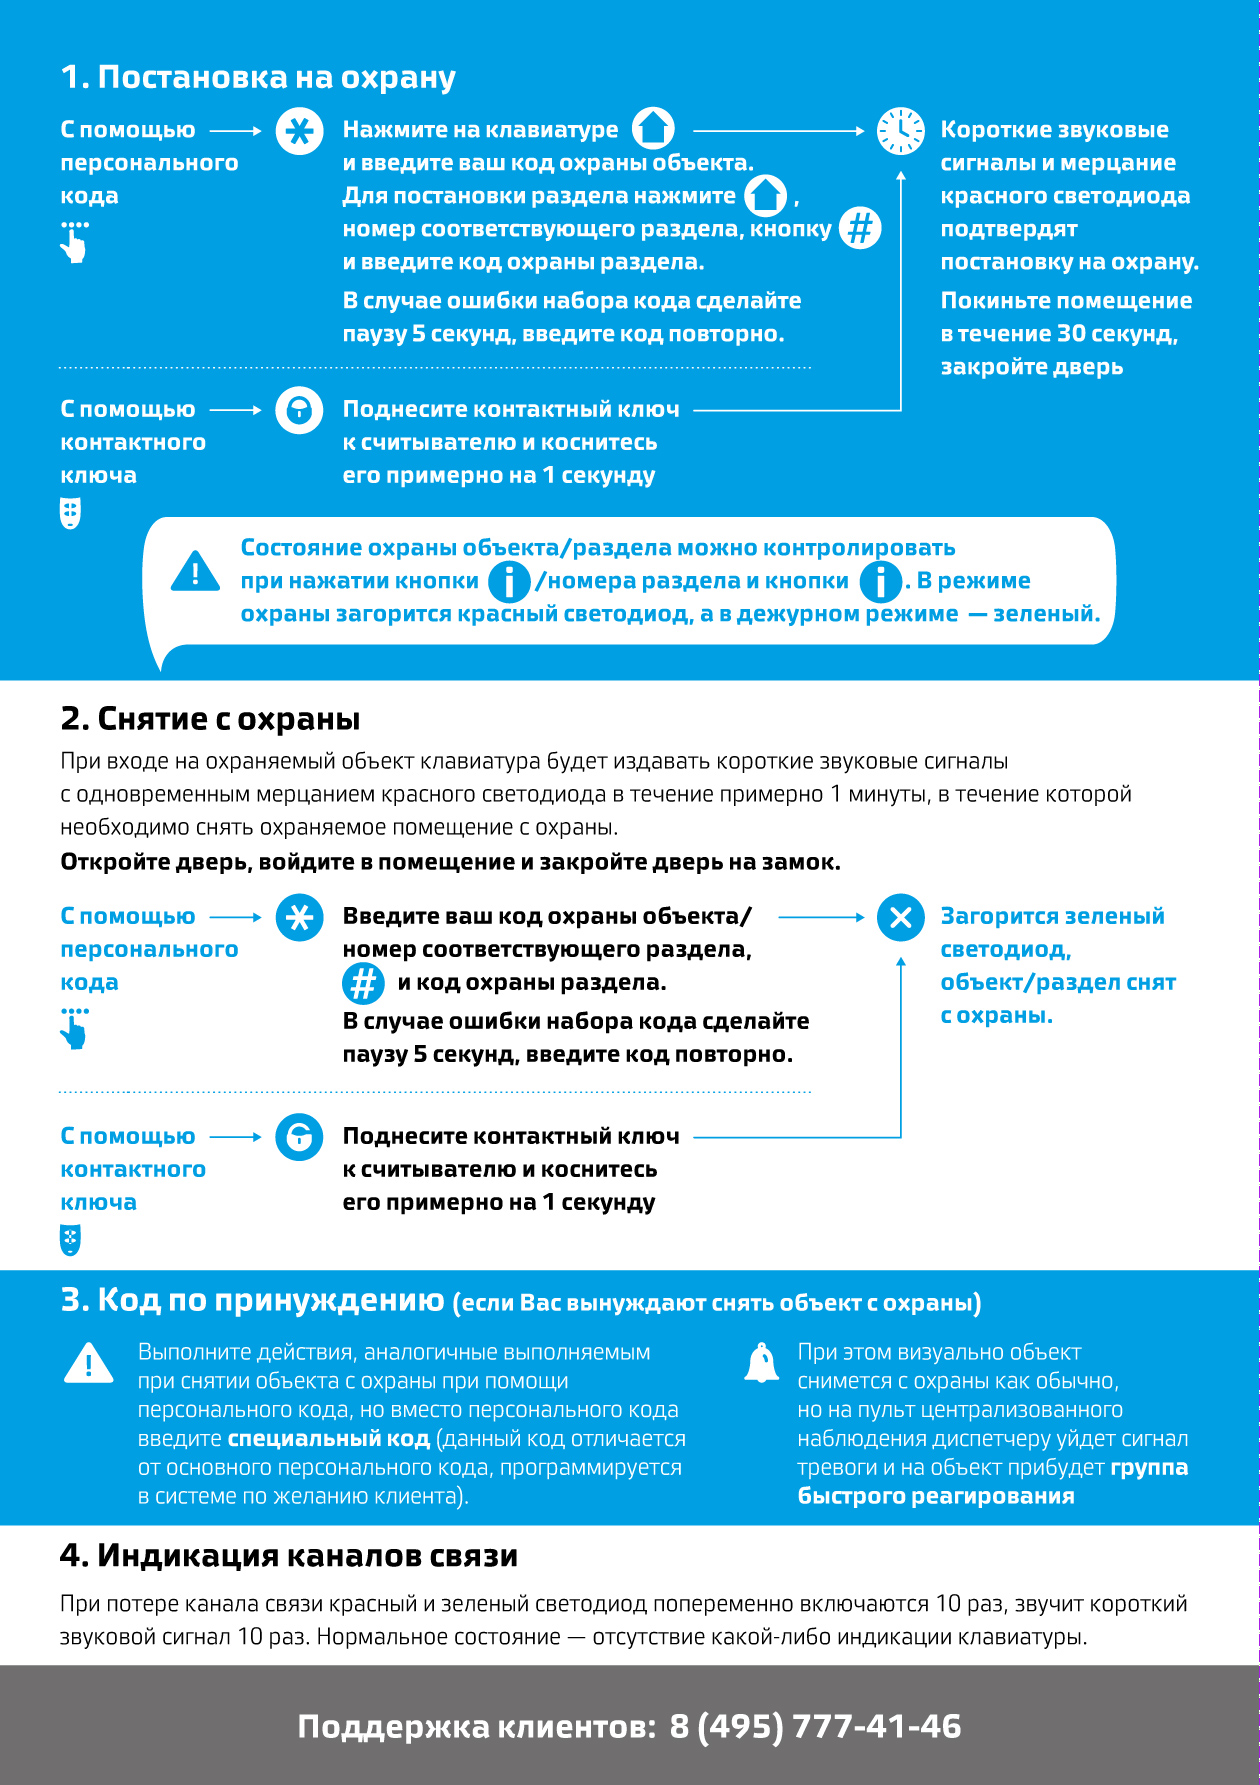 1. Постановка на охрану
С помощью
персонального
кода
Нажмите на клавиатуре
и введите ваш код охраны объекта.
Для постановки раздела нажмите ,
номер соответствующего раздела, кнопку #
и введите код охраны раздела.
В случае ошибки набора кода сделайте
паузу 5 секунд, введите код повторно.
Короткие звуковые
сигналы и мерцание
красного светодиода
подтвердят
постановку на охрану.
Покиньте помещение
в течение 30 секунд,
закройте дверь
С помощью
контактного
ключа
Поднесите контактный ключ
к считывателю и коснитесь
его примерно на 1 секунду
Состояние охраны объекта/раздела можно контролировать
при нажатии кнопки i /номера раздела и кнопки i . В режиме
охраны загорится красный светодиод, а в дежурном режиме — зеленый.
2. Снятие с охраны
При входе на охраняемый объект клавиатура будет издавать короткие звуковые сигналы
с одновременным мерцанием красного светодиода в течение примерно 1 минуты, в течение которой
необходимо снять охраняемое помещение с охраны.
Откройте дверь, войдите в помещение и закройте дверь на замок.
С помощью
персонального
кода
Введите ваш код охраны объекта/
номер соответствующего раздела,
# и код охраны раздела.
В случае ошибки набора кода сделайте
паузу 5 секунд, введите код повторно.
Загорится зеленый
светодиод,
объект/раздел снят
с охраны.
С помощью
контактного
ключа
Поднесите контактный ключ
к считывателю и коснитесь
его примерно на 1 секунду
3. Код по принуждению (если Вас вынуждают снять объект с охраны)
Выполните действия, аналогичные выполняемым
при снятии объекта с охраны при помощи
персонального кода, но вместо персонального кода
введите специальный код (данный код отличается
от основного персонального кода, программируется
в системе по желанию клиента).
При этом визуально объект
снимется с охраны как обычно,
но на пульт централизованного
наблюдения диспетчеру уйдет сигнал
тревоги и на объект прибудет группа
быстрого реагирования
4. Индикация каналов связи
При потере канала связи красный и зеленый светодиод попеременно включаются 10 раз, звучит короткий
звуковой сигнал 10 раз. Нормальное состояние — отсутствие какой-либо индикации клавиатуры.
Поддержка клиентов: 8 (495) 777-41-46